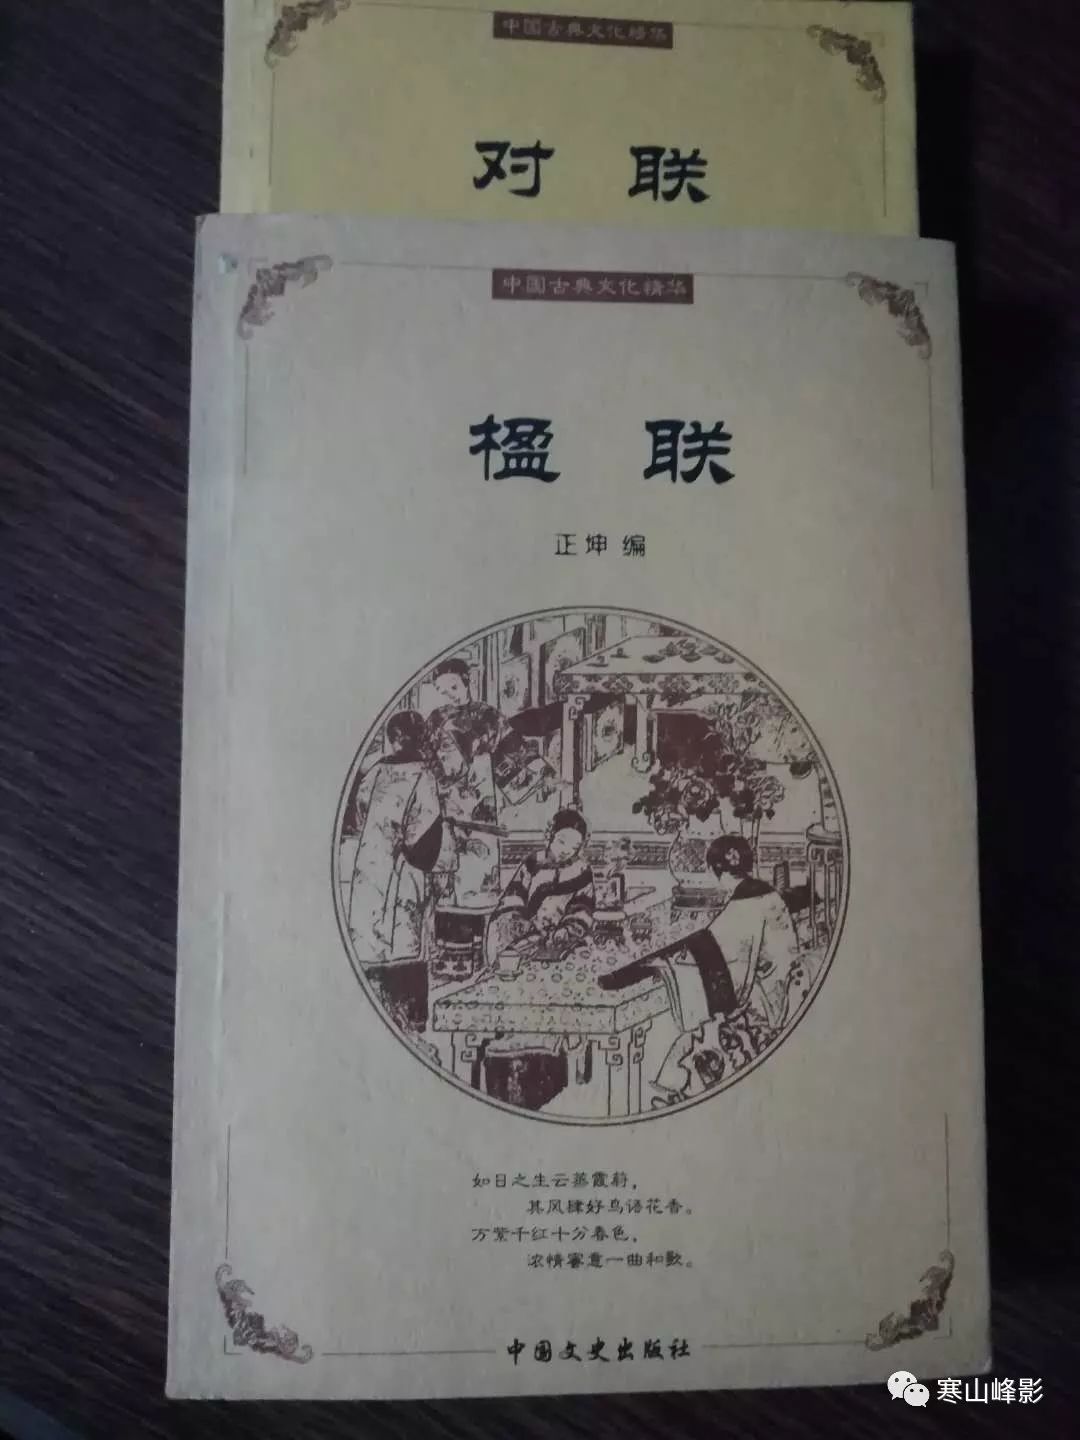 中国古典文化精华
对 联
中国古典文化精华
楹 联
正坤 编
如日之生云蒸霞蔚，
其风肆好鸟语花香。
万紫千红十分春色，
浓情蜜意一曲和歌。
中国文史出版社
寒山峰影